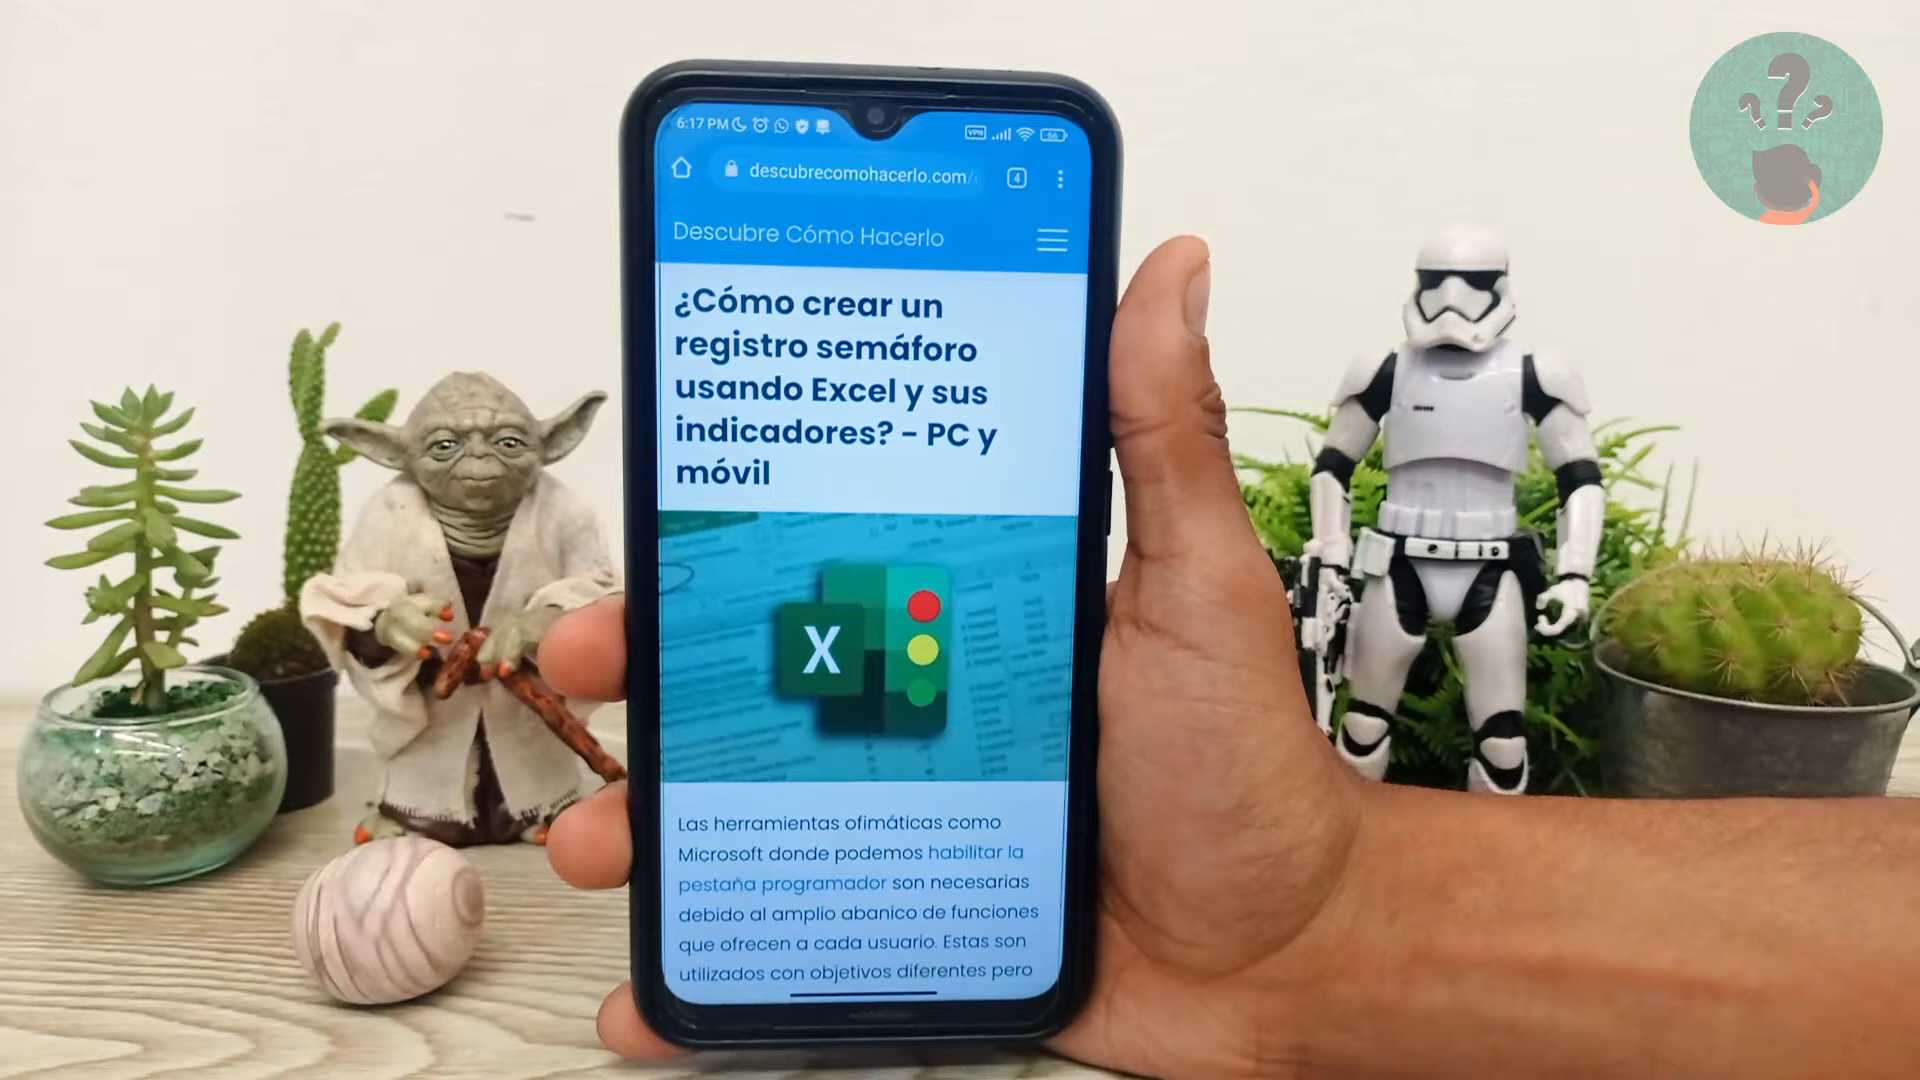 6:17 PM
VPN
56
descubrecomohacerlo.com/
4
Descubre Cómo Hacerlo
¿Cómo crear un
registro semáforo
usando Excel y sus
indicadores? - PC y
móvil
X
Las herramientas ofimáticas como
Microsoft donde podemos habilitar la
pestaña programador son necesarias
debido al amplio abanico de funciones
que ofrecen a cada usuario. Estas son
utilizados con objetivos diferentes pero